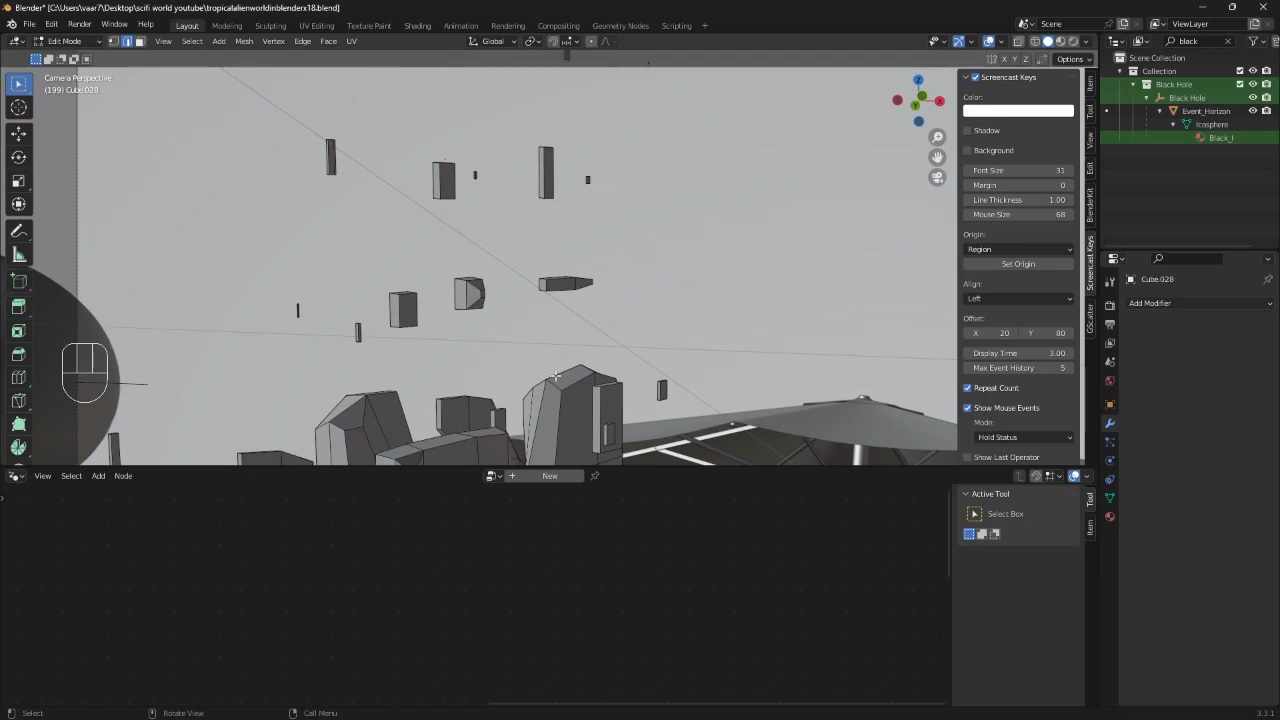 Blender* [C:\Users\vaar7\Desktop\scifi world youtube\tropicalalienworldinblenderx18.blend]
File Edit Render Window Help Layout Modeling Sculpting UV Editing Texture Paint Shading Animation Rendering Compositing Geometry Nodes Scripting + Scene ViewLayer
Edit Mode View Select Add Mesh Vertex Edge Face UV Global black
X Y Z Options
Camera Perspective
(199) Cube.028
Screencast Keys
Color:
Shadow
Background
Font Size 31
Margin 0
Line Thickness 1.00
Mouse Size 68
Origin:
Region
Set Origin
Align:
Left
Offset:
X 20 Y 80
Display Time 3.00
Max Event History 5
Repeat Count
Show Mouse Events
Mode:
Hold Status
Show Last Operator
Item
Tool
View
Edit
BlenderKit
Screencast Keys
GScatter
Scene Collection
Collection
Black Hole
Black Hole
Event_Horizon
Icosphere
Black_I
Cube.028
Add Modifier
View Select Add Node New
Active Tool
Select Box
Tool
Item
Select Rotate View Call Menu 3.3.1